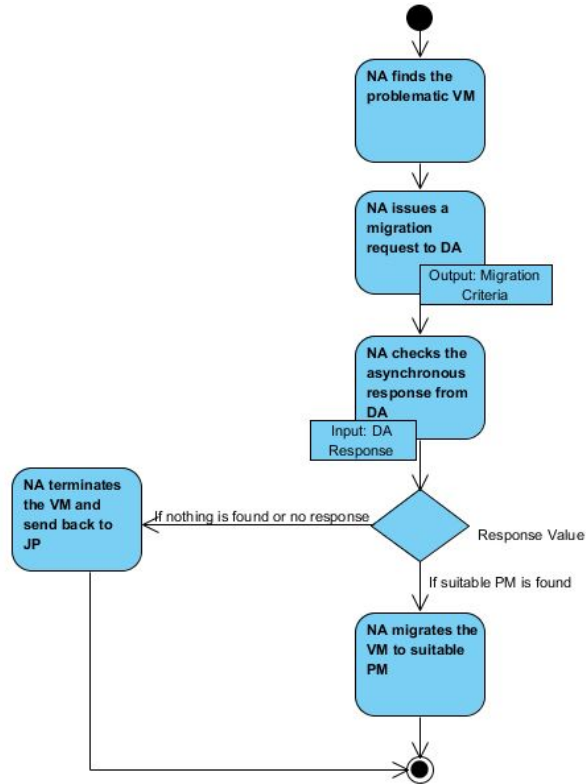 NA finds the
problematic VM
NA issues a
migration request
to DA
Output: Migration
Criteria
NA checks the
asynchronous
response from
DA
Input: DA
Response
NA terminates
the VM and
send back to
JP
If nothing is found or no response
Response Value
If suitable PM is found
NA migrates the
VM to suitable
PM